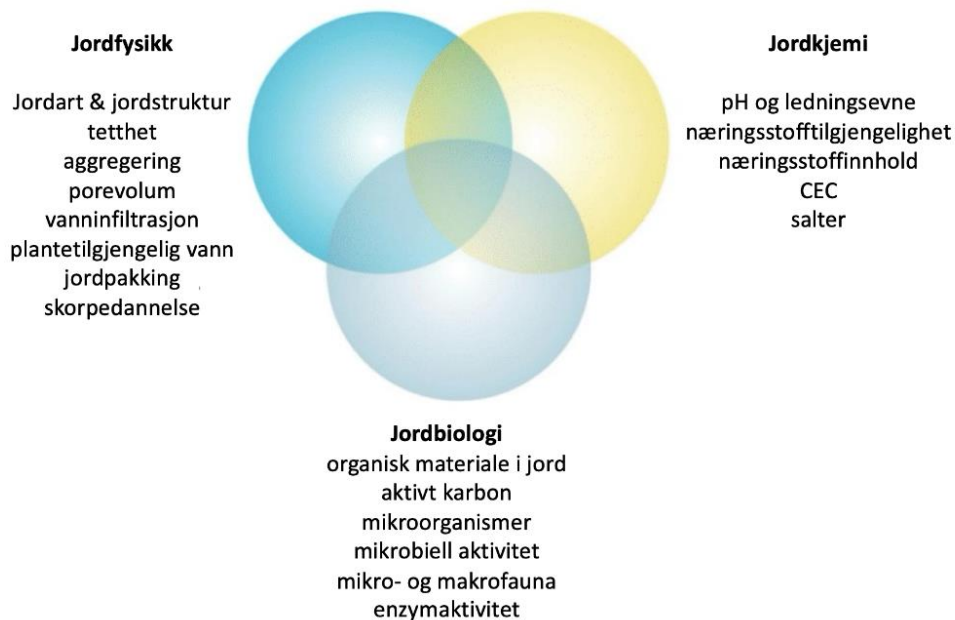 Jordfysikk
Jordart & jordstruktur
tetthet
aggregering
porevolum
vanninfiltrasjon
plantetilgjengelig vann
jordpakking
skorpedannelse
Jordkjemi
pH og ledningsevne
næringsstofftilgjengelighet
næringsstoffinnhold
CEC
salter
Jordbiologi
organisk materiale i jord
aktivt karbon
mikroorganismer
mikrobiell aktivitet
mikro- og makrofauna
enzymaktivitet